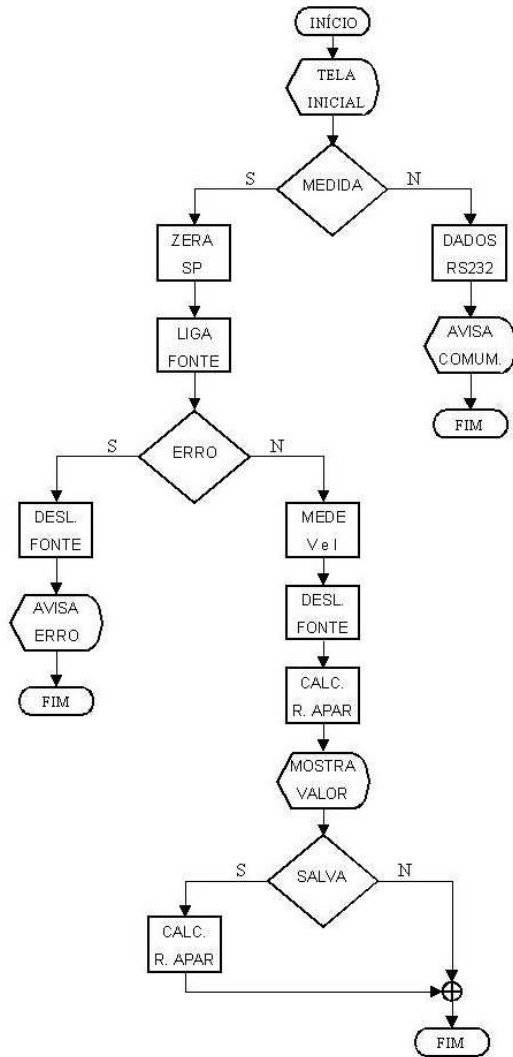 INÍCIO
TELA
INICIAL
MEDIDA
S
N
ZERA
SP
DADOS
RS232
LIGA
FONTE
AVISA
COMUM.
FIM
ERRO
S
N
DESL.
FONTE
MEDE
V e I
AVISA
ERRO
DESL.
FONTE
FIM
CALC.
R. APAR
MOSTRA
VALOR
SALVA
S
N
CALC.
R. APAR
FIM